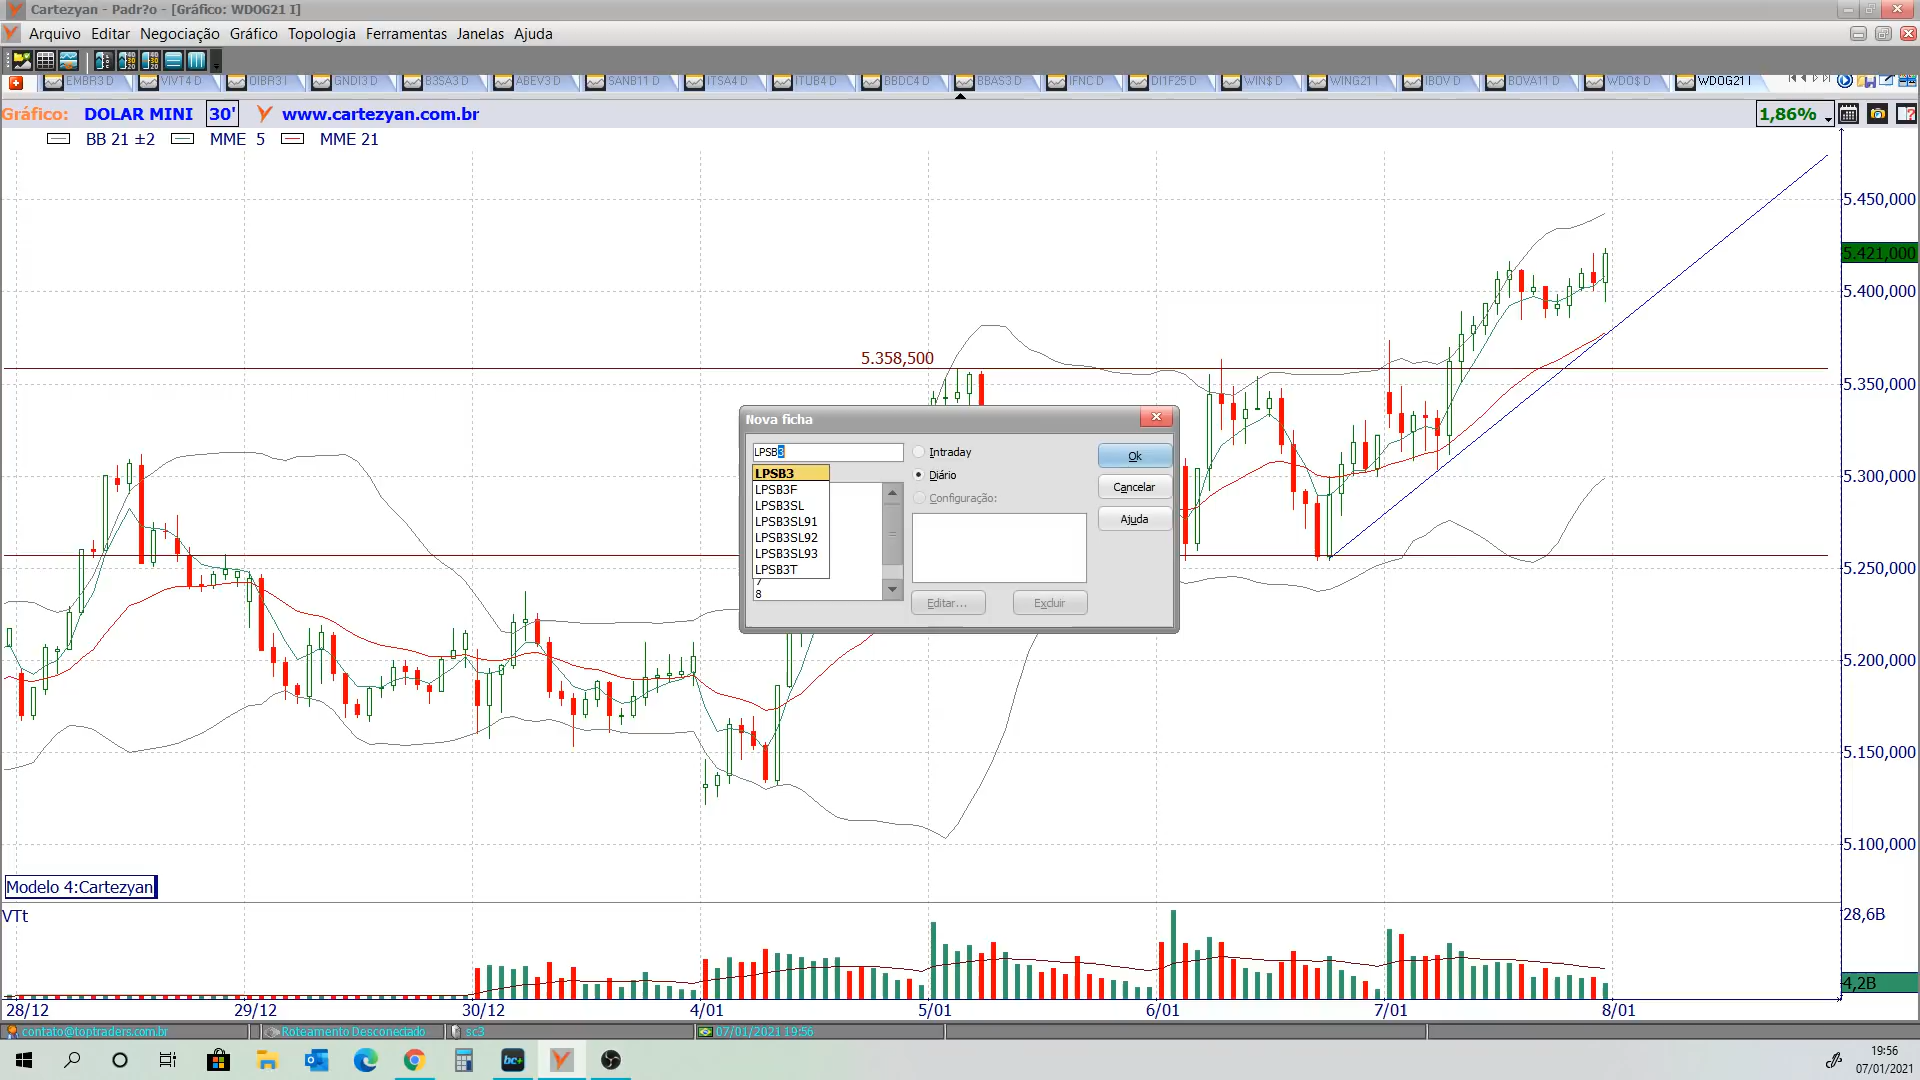 Cartezyan - Padr?o - [Gráfico: WDOG21 I]
Arquivo Editar Negociação Gráfico Topologia Ferramentas Janelas Ajuda
EMBR3 D VIVT4 D OIBR3 I GNDI3 D B3SA3 D ABEV3 D SANB11 D ITSA4 D ITUB4 D BBDC4 D BBAS3 D IFNC D DI1F25 D WIN$ D WING21 I IBOV D BOVA11 D WDO$ D WDOG21 I
Gráfico: DOLAR MINI 30' www.cartezyan.com.br 1,86%
BB 21 ±2 MME 5 MME 21
5.450,000
5.421,000
5.400,000
5.358,500
5.350,000
5.300,000
5.250,000
5.200,000
5.150,000
5.100,000
Nova ficha
LPSB3
LPSB3
LPSB3F
LPSB3SL
LPSB3SL91
LPSB3SL92
LPSB3SL93
LPSB3T
7
8
Intraday
Diário
Configuração:
Editar...
Excluir
Ok
Cancelar
Ajuda
Modelo 4:Cartezyan
VTt
28,6B
4,2B
28/12 29/12 30/12 4/01 5/01 6/01 7/01 8/01
contato@toptraders.com.br Roteamento Desconeciado sc3 07/01/2021 19:56
bc+
19:56
07/01/2021